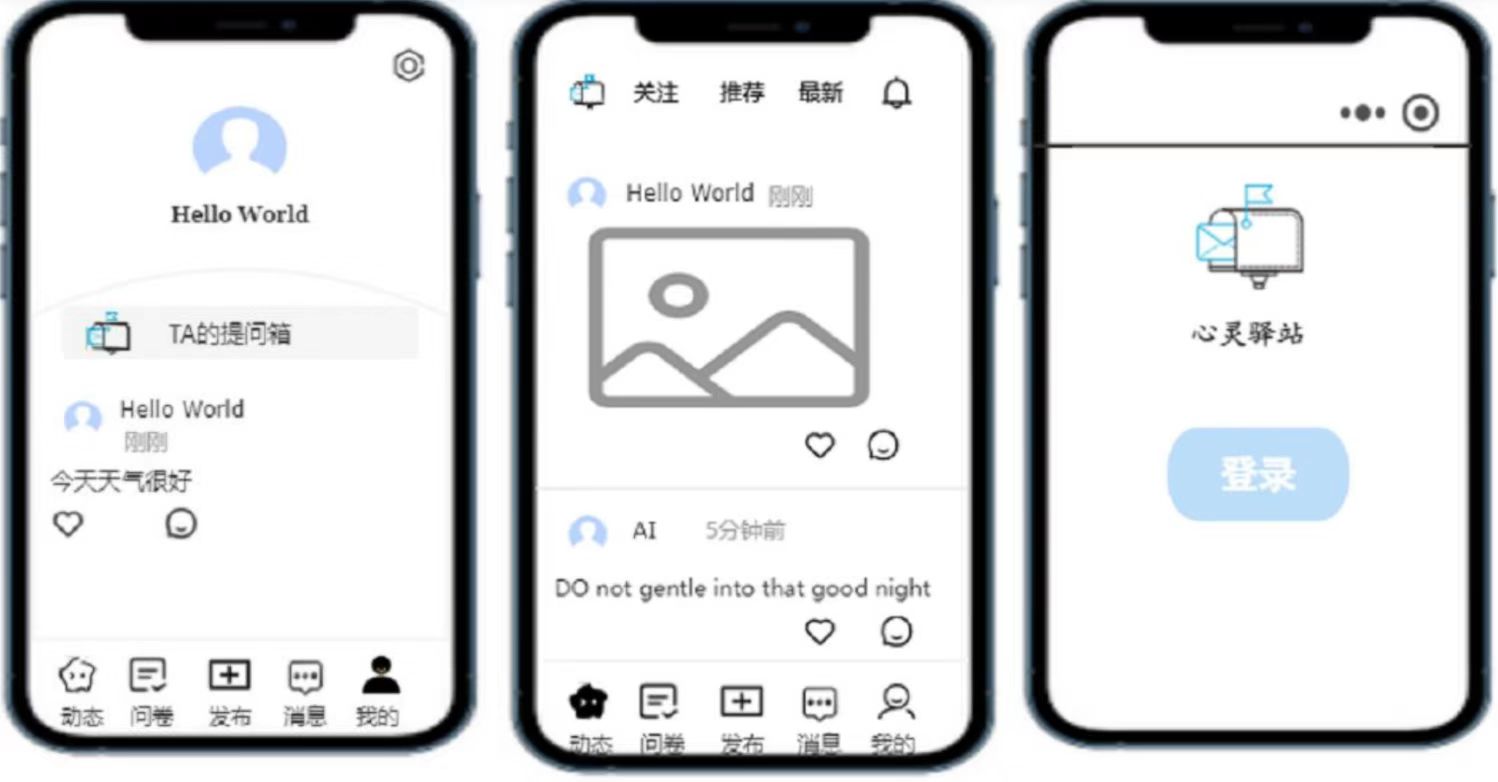 Hello World
TA的提问箱
Hello World
刚刚
今天天气很好
动态 问卷 发布 消息 我的
关注 推荐 最新
Hello World 刚刚
AI 5分钟前
DO not gentle into that good night
动态 问卷 发布 消息 我的
心灵驿站
登录